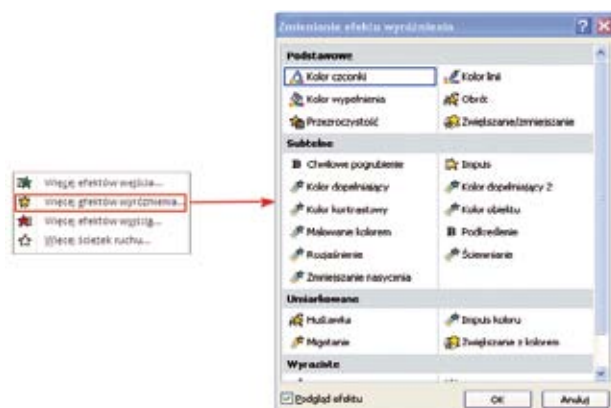 Więcej efektów wejścia...
Więcej efektów wyróżnienia...
Więcej efektów wyjścia...
Więcej ścieżek ruchu...
Zmienianie efektu wyróżnienia
Podstawowe
Kolor czcionki Kolor linii
Kolor wypełnienia Obrót
Przezroczystość Zwiększanie/zmniejszanie
Subtelne
Chwilowe pogrubienie Impuls
Kolor dopełniający Kolor dopełniający 2
Kolor kontrastowy Kolor obiektu
Malowanie kolorem Podkreślenie
Rozjaśnienie Ściemnianie
Zmniejszanie nasycenia
Umiarkowane
Huśtawka Impuls koloru
Migotanie Zwiększanie z kolorem
Wyraziste
Podgląd efektu OK Anuluj